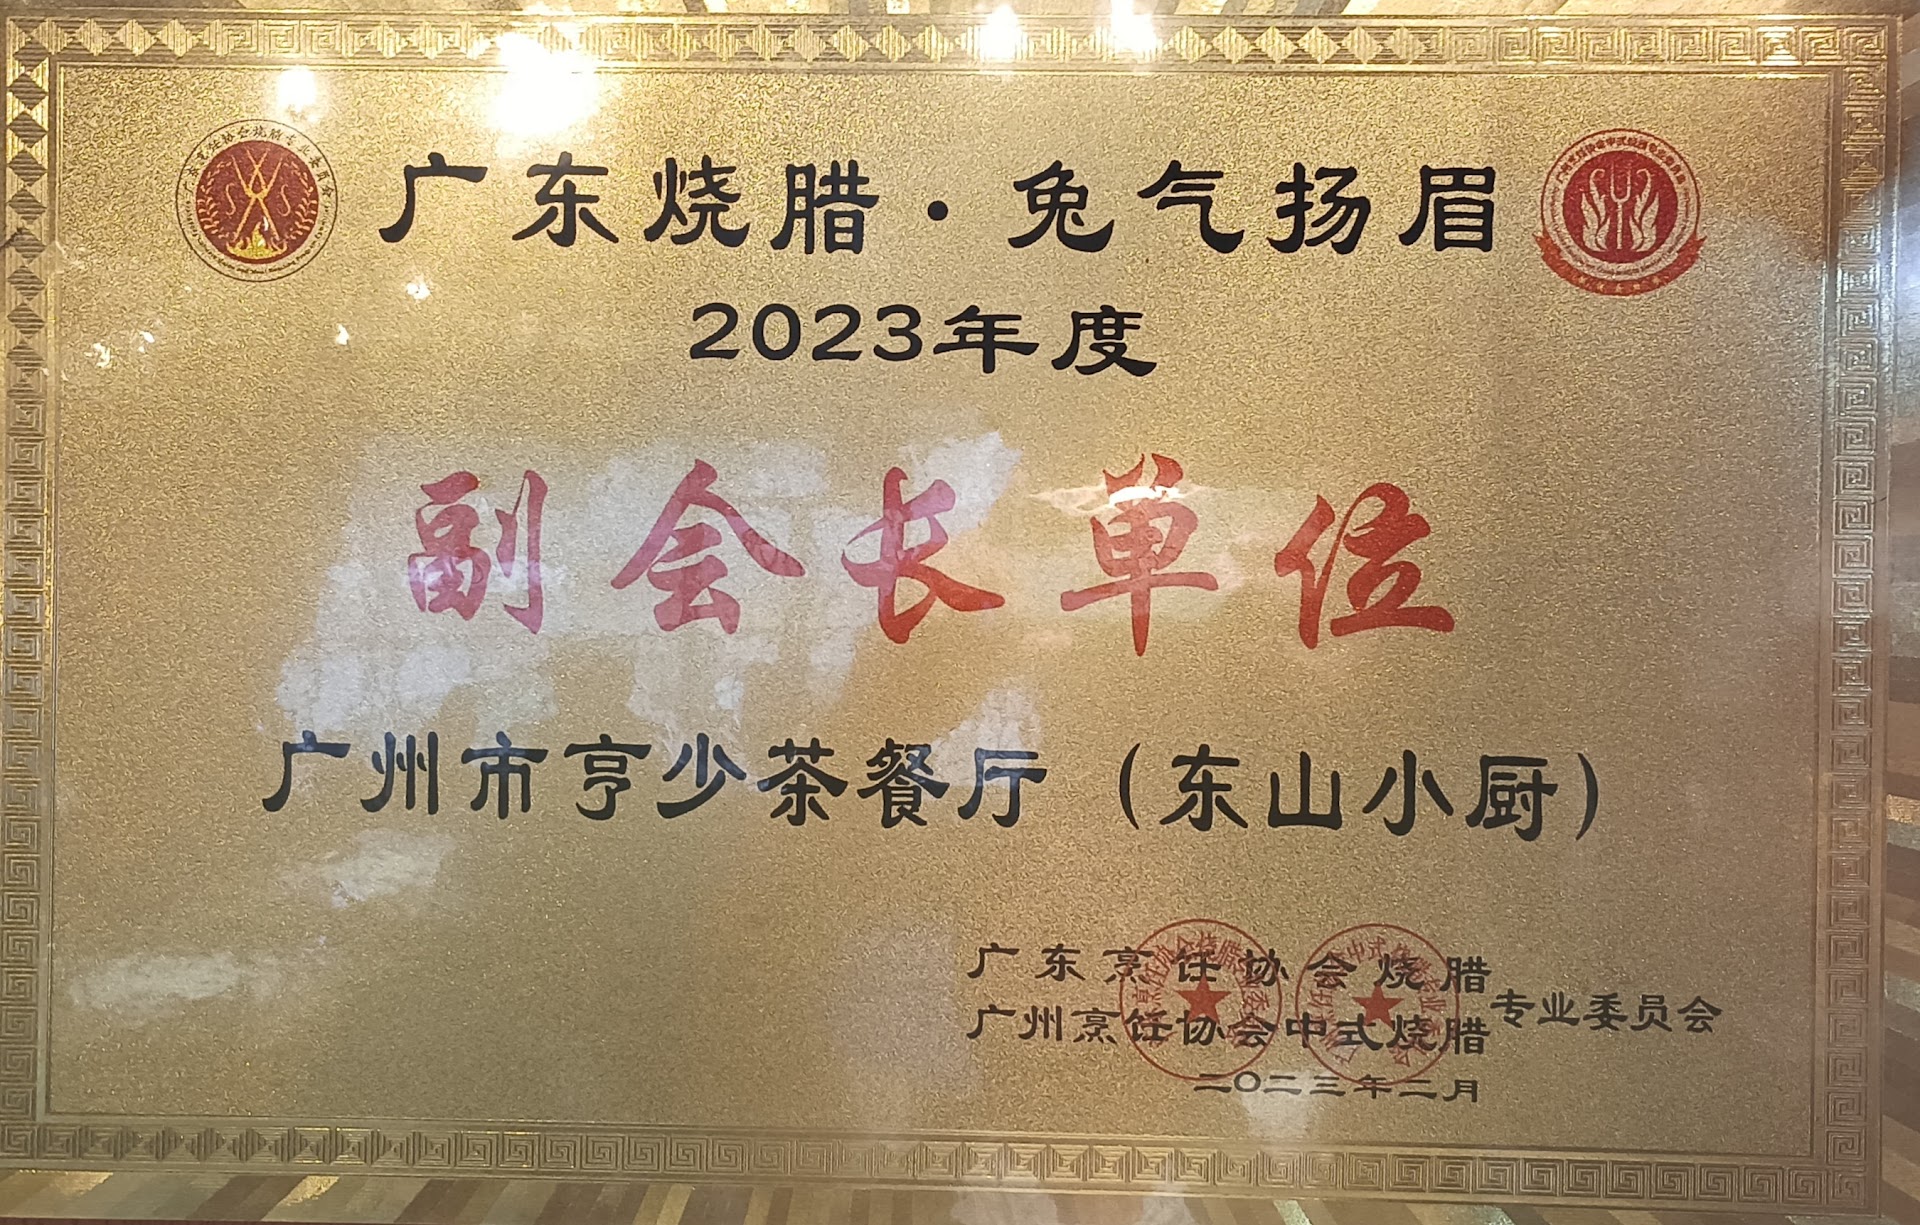 广东烧腊·兔气扬眉
2023年度
副会长单位
广州市亨少茶餐厅（东山小厨）
广东烹饪协会烧腊
广州烹饪协会中式烧腊
专业委员会
二〇二三年二月